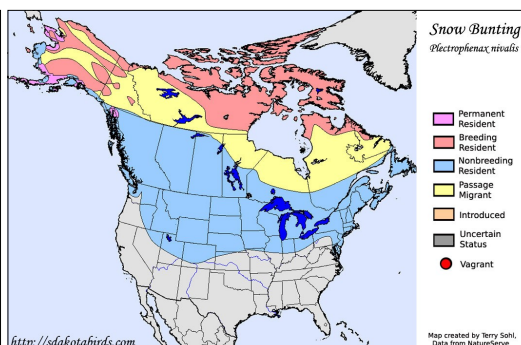 Snow Bunting
Plectrophenax nivalis
Permanent
Resident
Breeding
Resident
Nonbreeding
Resident
Passage
Migrant
Introduced
Uncertain
Status
Vagrant
http://sdakotabirds.com
Map created by Terry Sohl,
Data from NatureServe